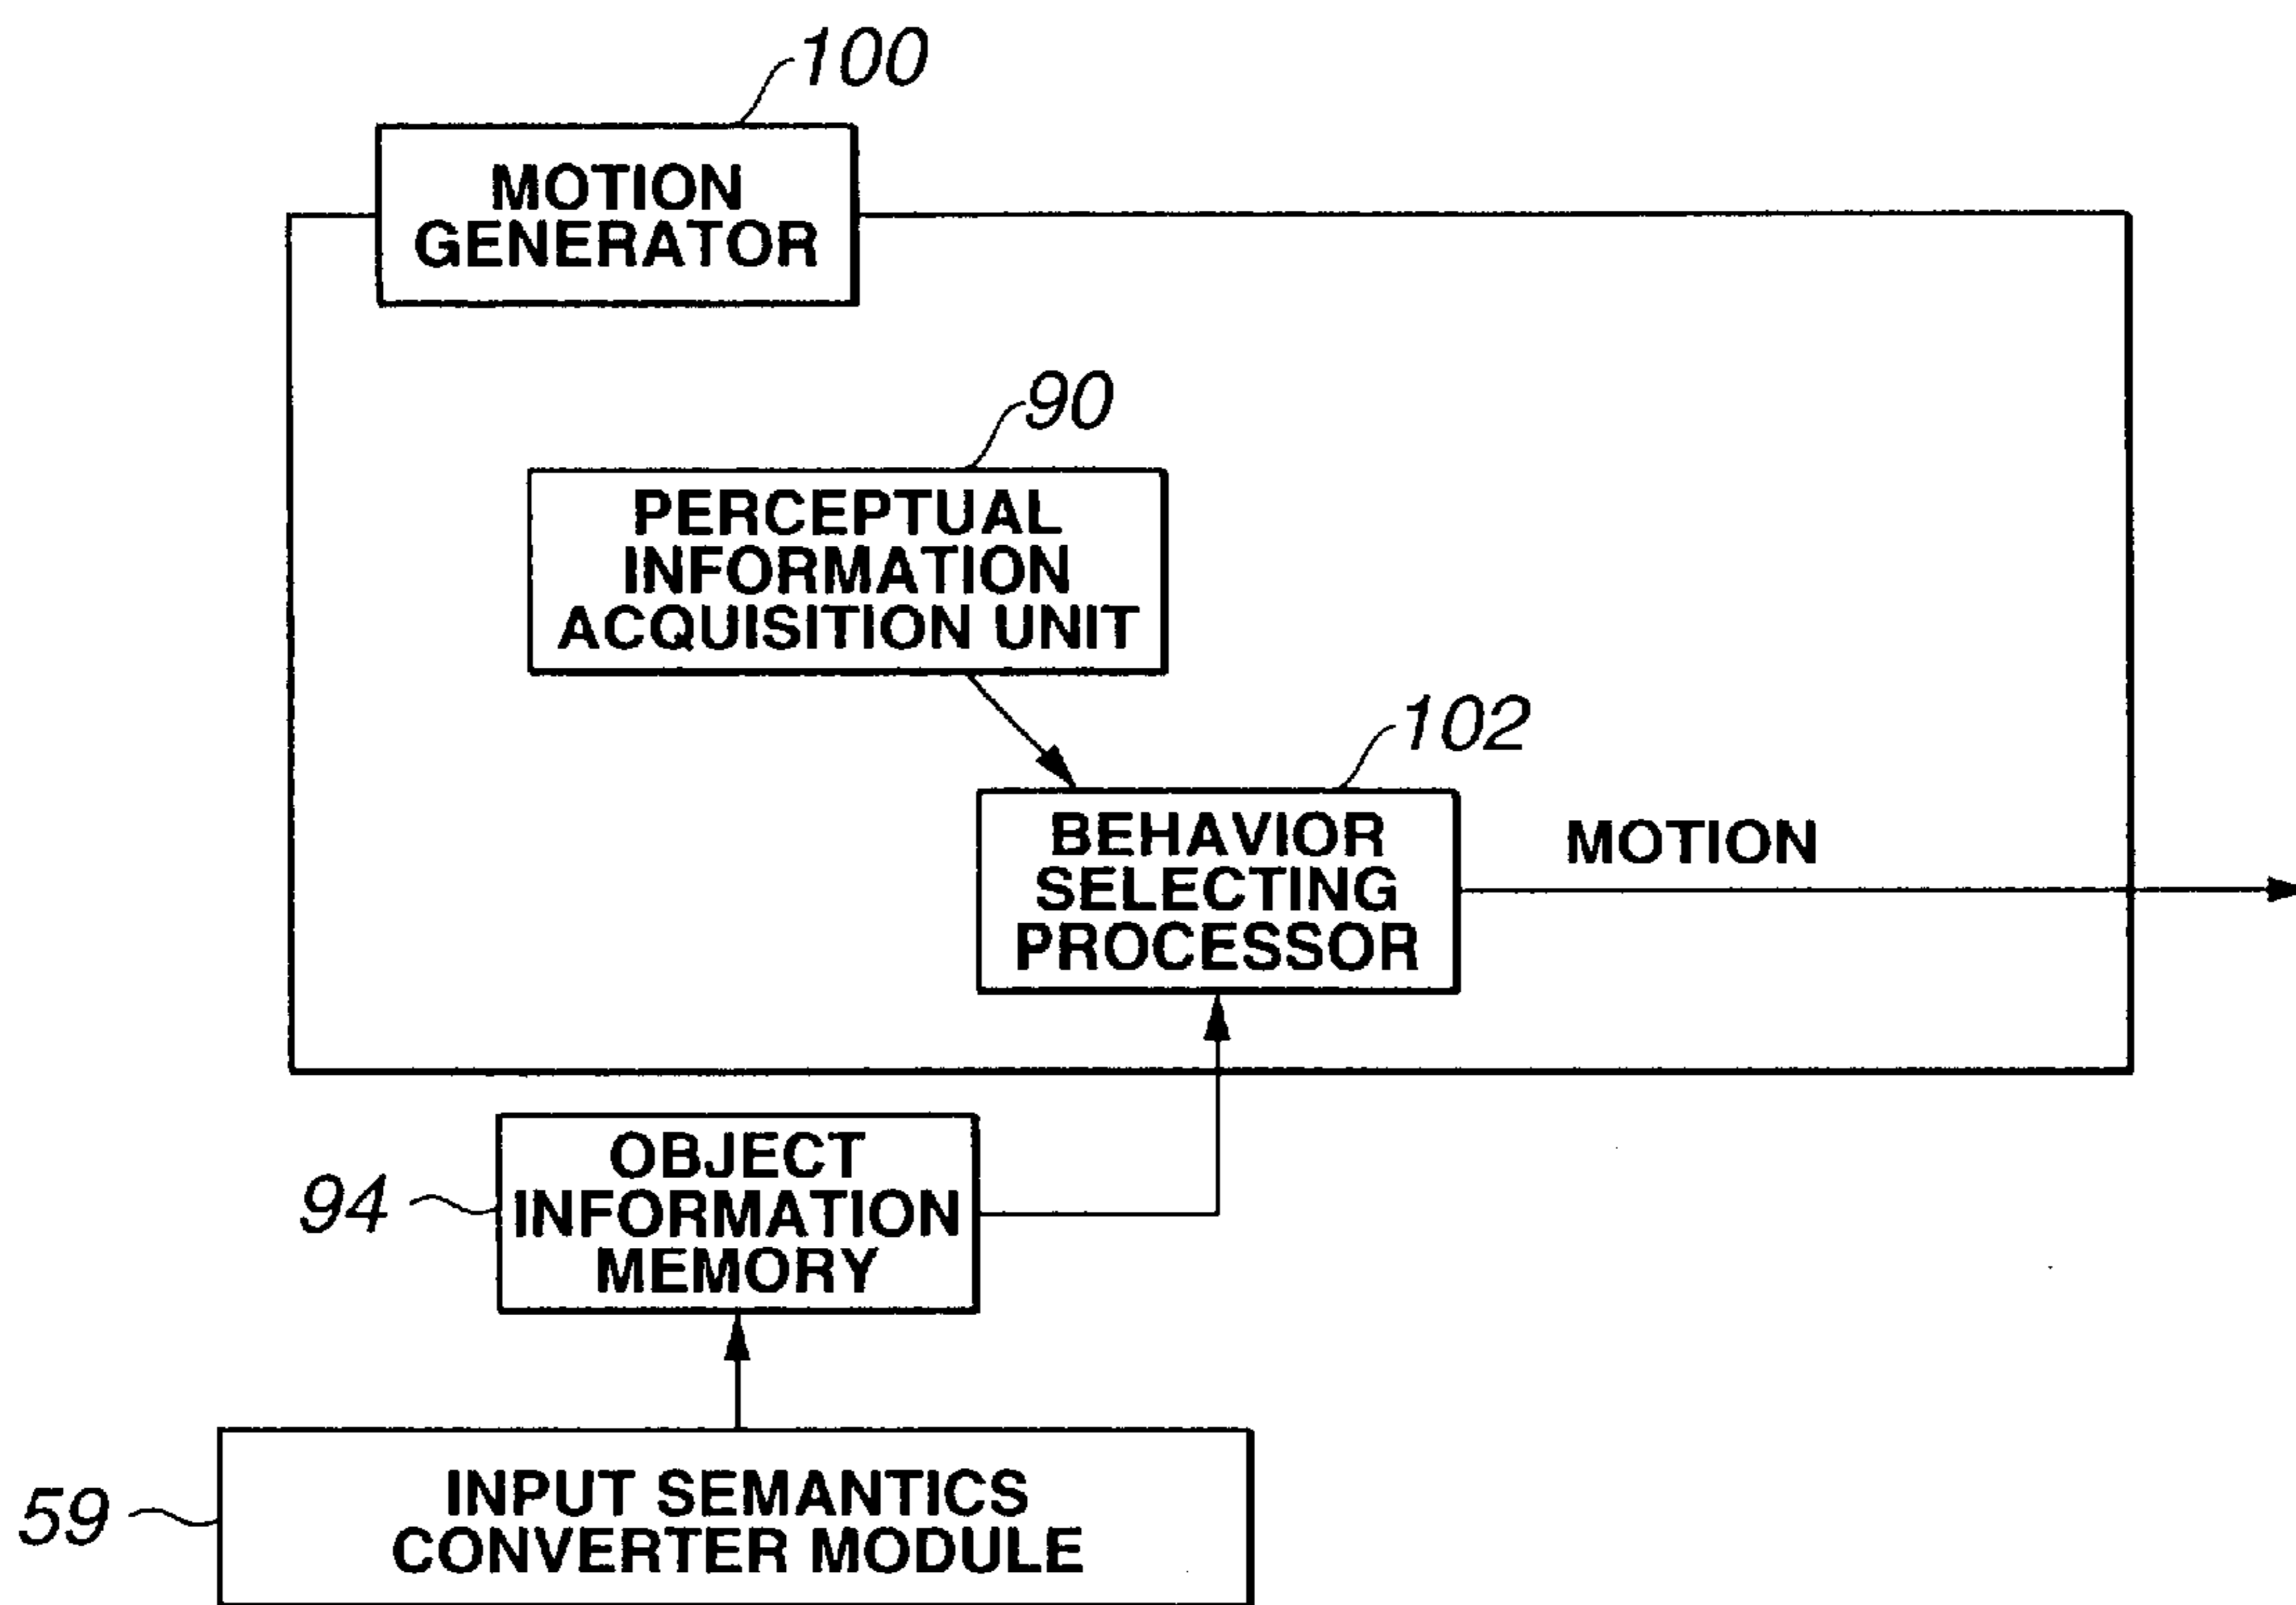 100
MOTION
GENERATOR
90
PERCEPTUAL
INFORMATION
ACQUISITION UNIT
102
BEHAVIOR
SELECTING
PROCESSOR
MOTION
94
OBJECT
INFORMATION
MEMORY
59
INPUT SEMANTICS
CONVERTER MODULE